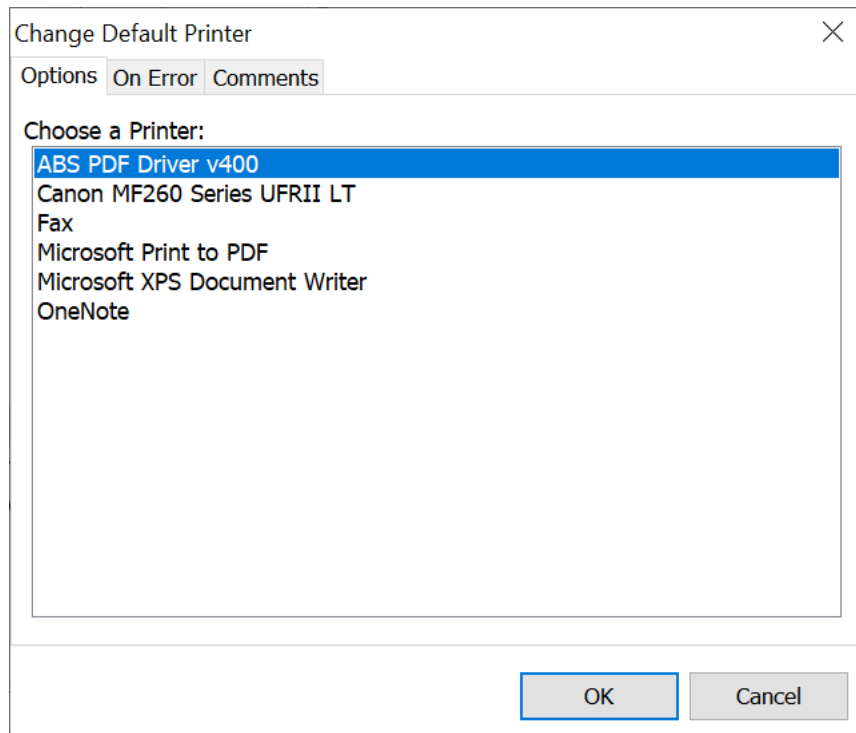 Change Default Printer
Options On Error Comments
Choose a Printer:
ABS PDF Driver v400
Canon MF260 Series UFRII LT
Fax
Microsoft Print to PDF
Microsoft XPS Document Writer
OneNote
OK Cancel